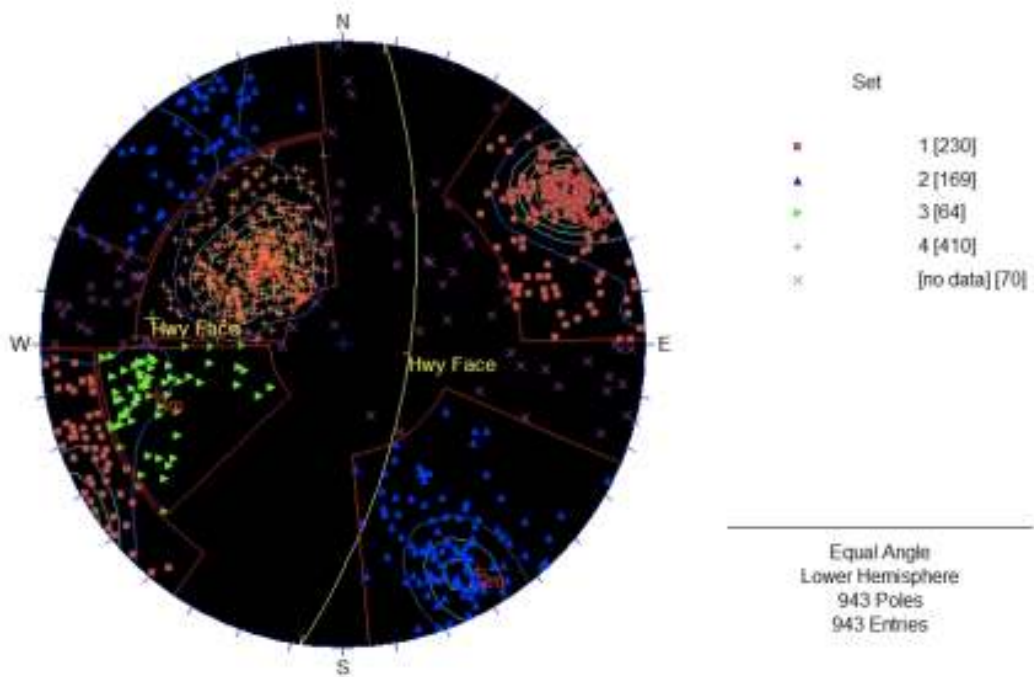 N
Set
1 [230]
2 [169]
3 [64]
4 [410]
[no data] [70]
Hwy Face
W
E
Hwy Face
S
Equal Angle
Lower Hemisphere
943 Poles
943 Entries